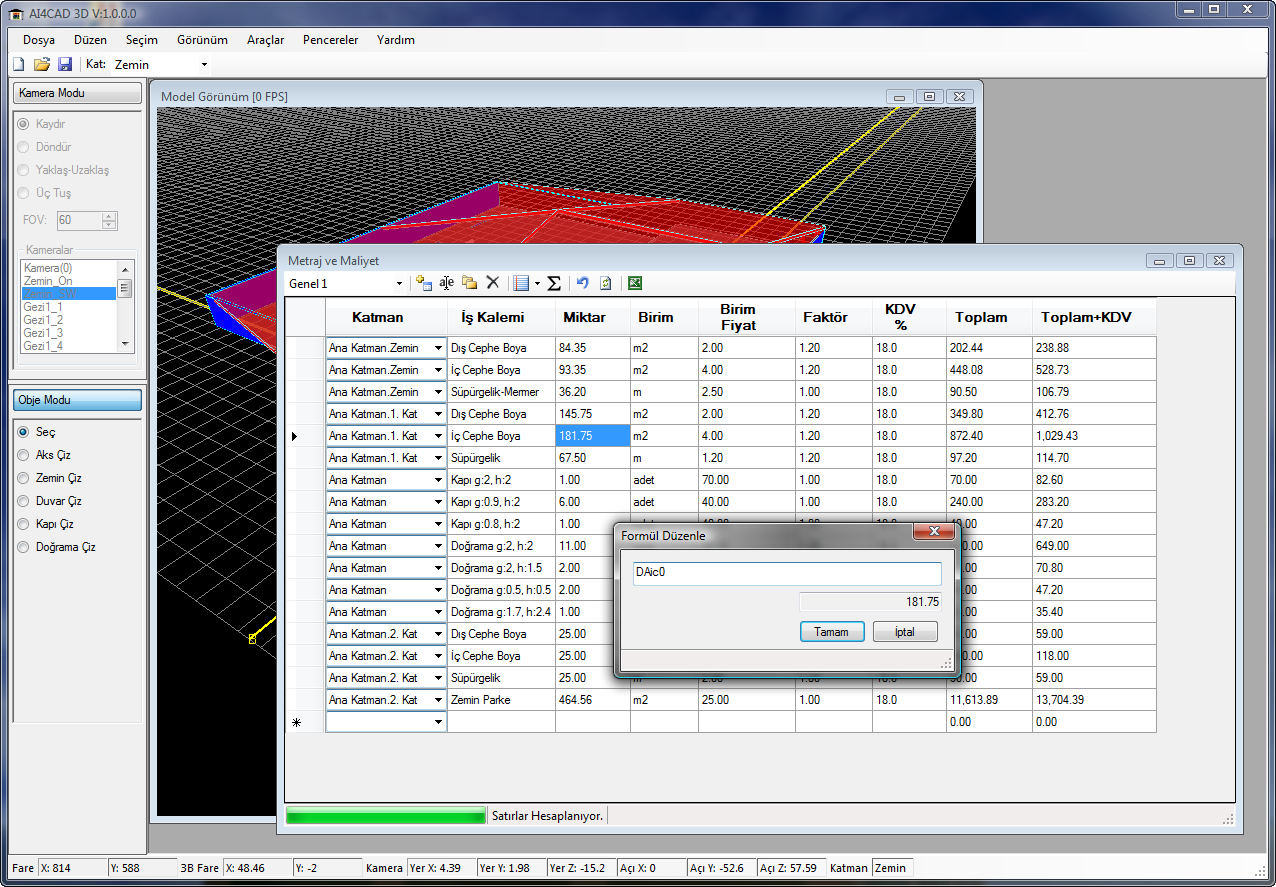 AI4CAD 3D V:1.0.0.0
Dosya Düzen Seçim Görünüm Araçlar Pencereler Yardım
Kat: Zemin
Kamera Modu
Kaydır
Döndür
Yaklaş-Uzaklaş
Üç Tuş
FOV: 60
Kameralar
Kamera(0)
Zemin_On
Gezi1_1
Gezi1_2
Gezi1_3
Gezi1_4
Obje Modu
Seç
Aks Çiz
Zemin Çiz
Duvar Çiz
Kapı Çiz
Doğrama Çiz
Model Görünüm [0 FPS]
Metraj ve Maliyet
Genel 1
Katman İş Kalemi Miktar Birim Birim Fiyat Faktör KDV % Toplam Toplam+KDV
Ana Katman.Zemin Dış Cephe Boya 84.35 m2 2.00 1.20 18.0 202.44 238.88
Ana Katman.Zemin İç Cephe Boya 93.35 m2 4.00 1.20 18.0 448.08 528.73
Ana Katman.Zemin Süpürgelik-Mermer 36.20 m 2.50 1.00 18.0 90.50 106.79
Ana Katman.1. Kat Dış Cephe Boya 145.75 m2 2.00 1.20 18.0 349.80 412.76
Ana Katman.1. Kat İç Cephe Boya 181.75 m2 4.00 1.20 18.0 872.40 1,029.43
Ana Katman.1. Kat Süpürgelik 67.50 m 1.20 1.20 18.0 97.20 114.70
Ana Katman Kapı g:2, h:2 1.00 adet 70.00 1.00 18.0 70.00 82.60
Ana Katman Kapı g:0.9, h:2 6.00 adet 40.00 1.00 18.0 240.00 283.20
Ana Katman Kapı g:0.8, h:2 1.00 47.20
Ana Katman Doğrama g:2, h:2 11.00 649.00
Ana Katman Doğrama g:2, h:1.5 2.00 70.80
Ana Katman Doğrama g:0.5, h:0.5 2.00 47.20
Ana Katman Doğrama g:1.7, h:2.4 1.00 35.40
Ana Katman.2. Kat Dış Cephe Boya 25.00 59.00
Ana Katman.2. Kat İç Cephe Boya 25.00 118.00
Ana Katman.2. Kat Süpürgelik 25.00 59.00
Ana Katman.2. Kat Zemin Parke 464.56 m2 25.00 1.00 18.0 11,613.89 13,704.39
0.00 0.00
Formül Düzenle
DAic0
181.75
Tamam İptal
Satırlar Hesaplanıyor.
Fare X: 814 Y: 588 3B Fare X: 48.46 Y: -2 Kamera Yer X: 4.39 Yer Y: 1.98 Yer Z: -15.2 Açı X: 0 Açı Y: -52.6 Açı Z: 57.59 Katman Zemin